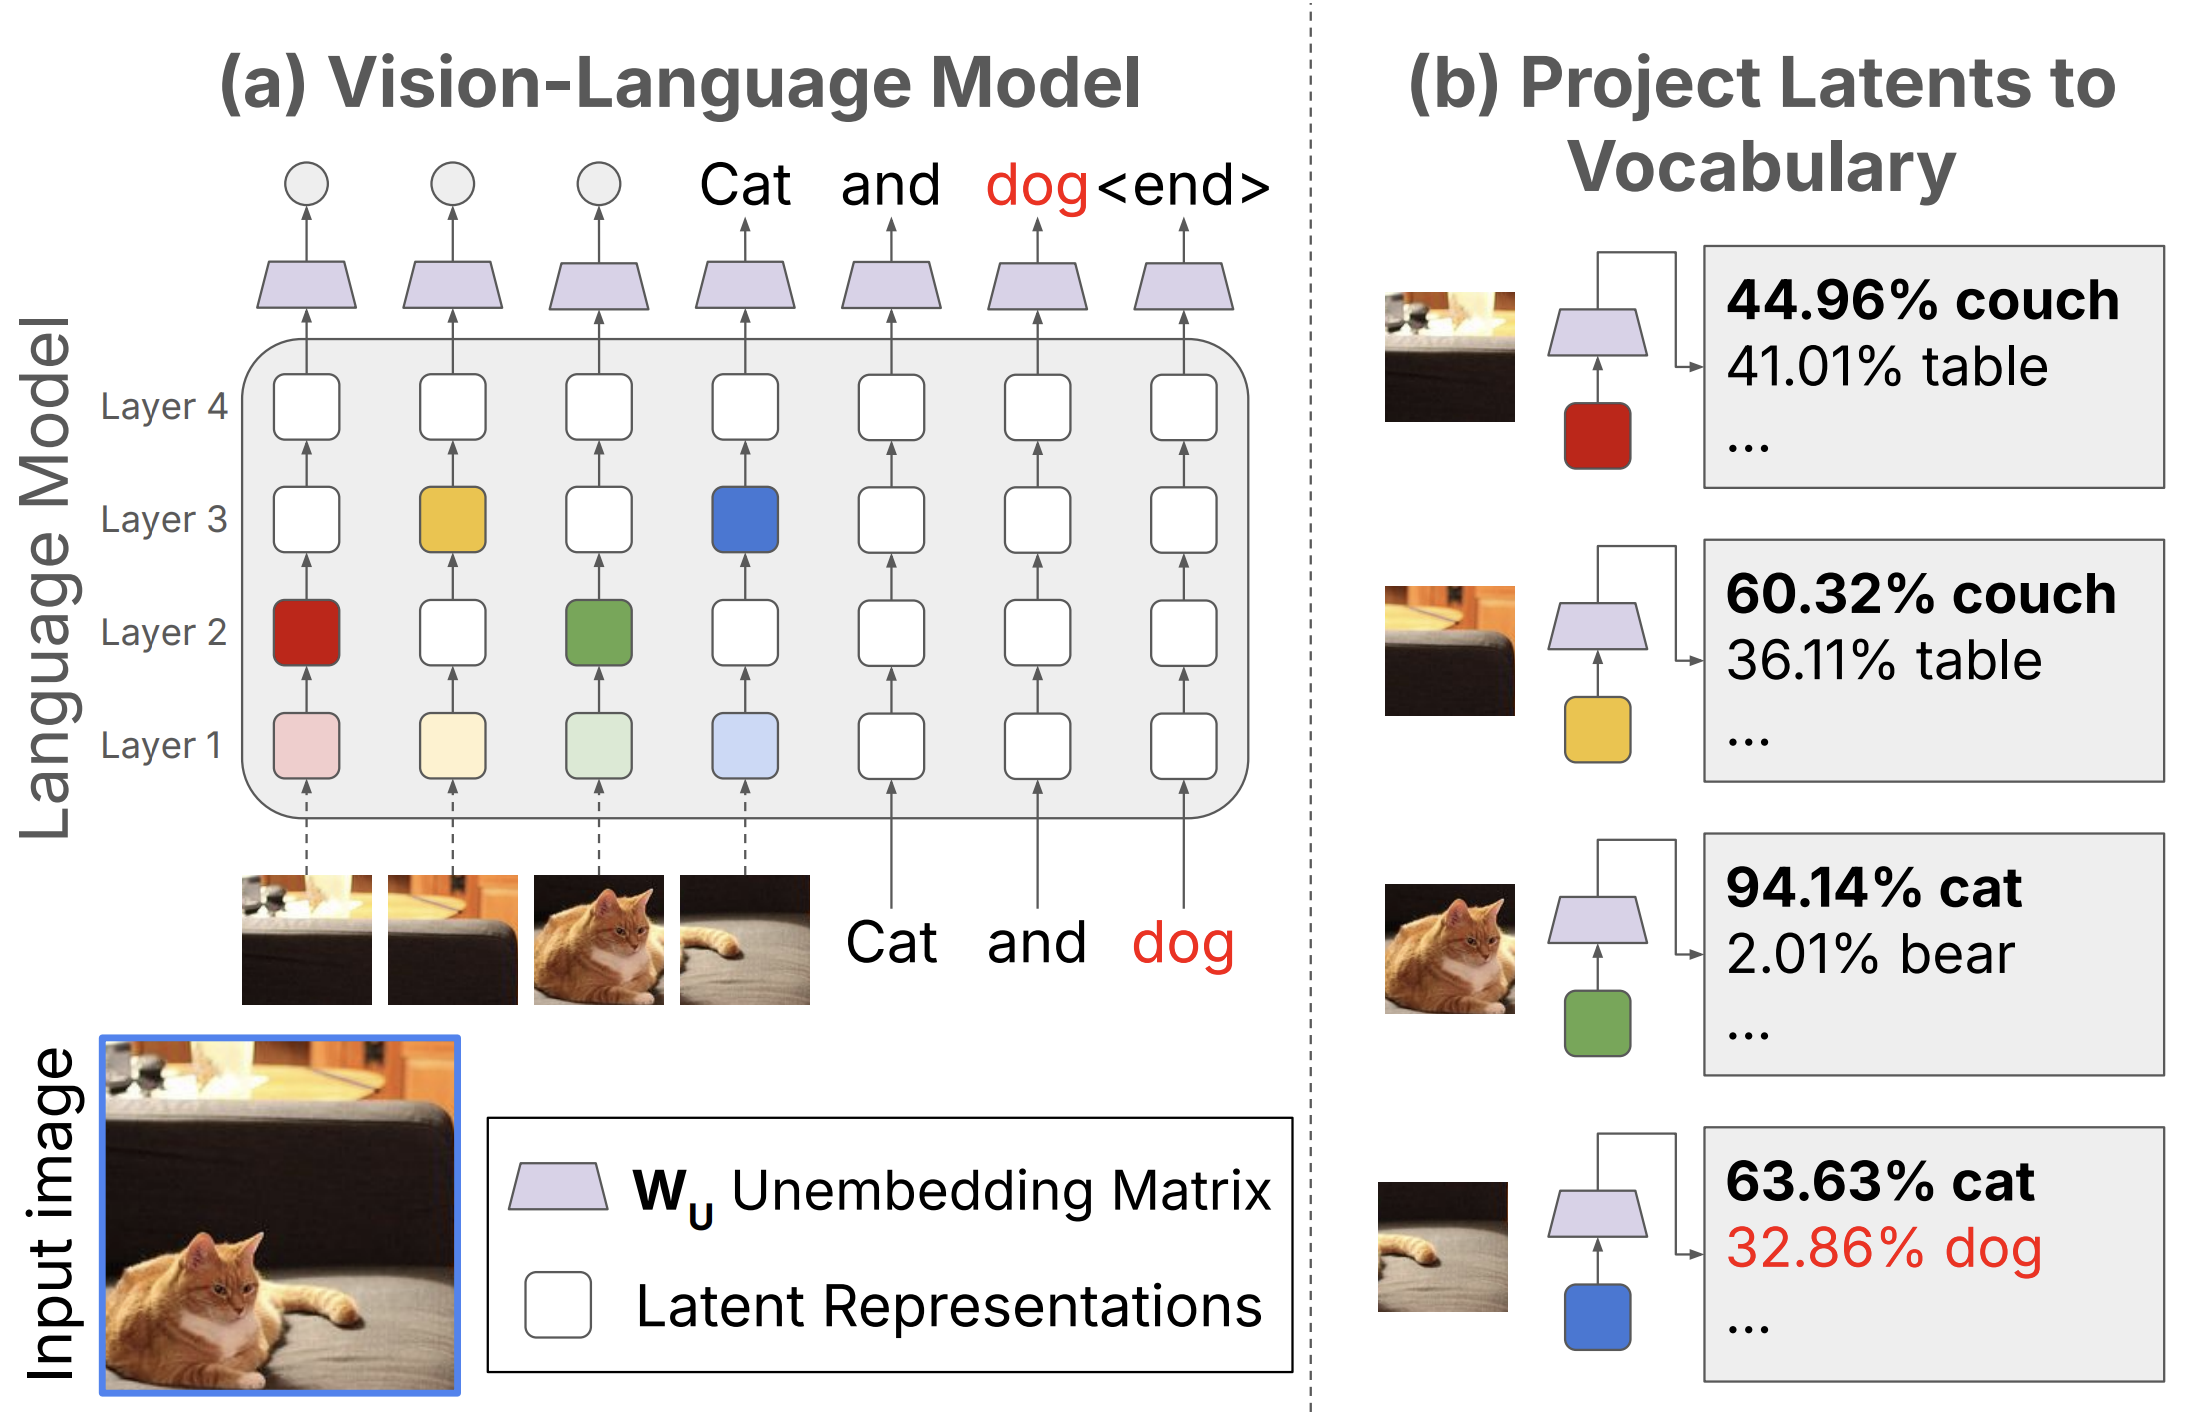 (a) Vision-Language Model
Cat and dog <end>
Language Model
Layer 4
Layer 3
Layer 2
Layer 1
Cat and dog
Input image
W_U Unembedding Matrix
Latent Representations
(b) Project Latents to
Vocabulary
44.96% couch
41.01% table
...
60.32% couch
36.11% table
...
94.14% cat
2.01% bear
...
63.63% cat
32.86% dog
...